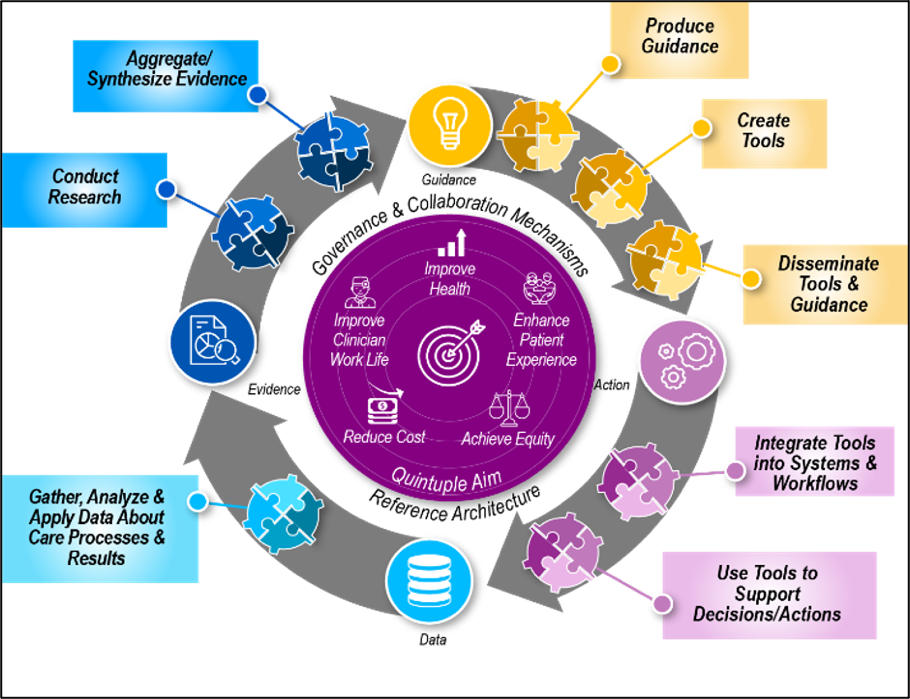 Produce
Guidance
Aggregate/
Synthesize Evidence
Create
Tools
Conduct
Research
Guidance
Governance & Collaboration Mechanisms
Improve
Health
Disseminate
Tools &
Guidance
Improve
Clinician
Work Life
Enhance
Patient
Experience
Evidence
Action
Reduce Cost
Achieve Equity
Integrate Tools
into Systems &
Workflows
Quintuple Aim
Reference Architecture
Gather, Analyze &
Apply Data About
Care Processes &
Results
Use Tools to
Support
Decisions/Actions
Data